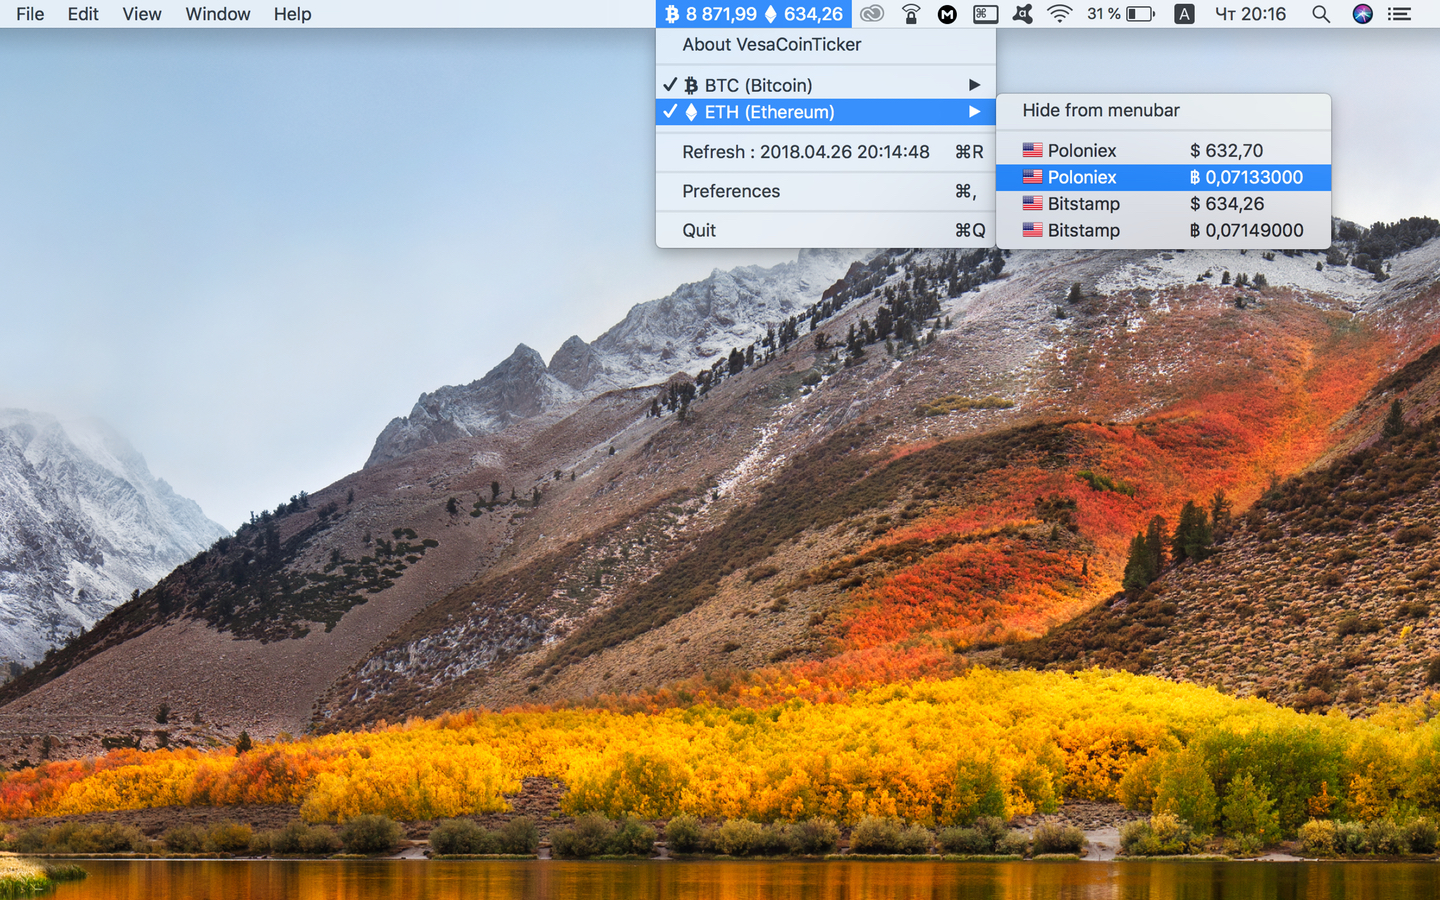 File Edit View Window Help ₿ 8 871,99 634,26 31 % A Чт 20:16
About VesaCoinTicker
✓ ₿ BTC (Bitcoin) ▶
✓ ETH (Ethereum) ▶
Refresh : 2018.04.26 20:14:48 ⌘R
Preferences ⌘,
Quit ⌘Q
Hide from menubar
Poloniex $ 632,70
Poloniex ฿ 0,07133000
Bitstamp $ 634,26
Bitstamp ฿ 0,07149000